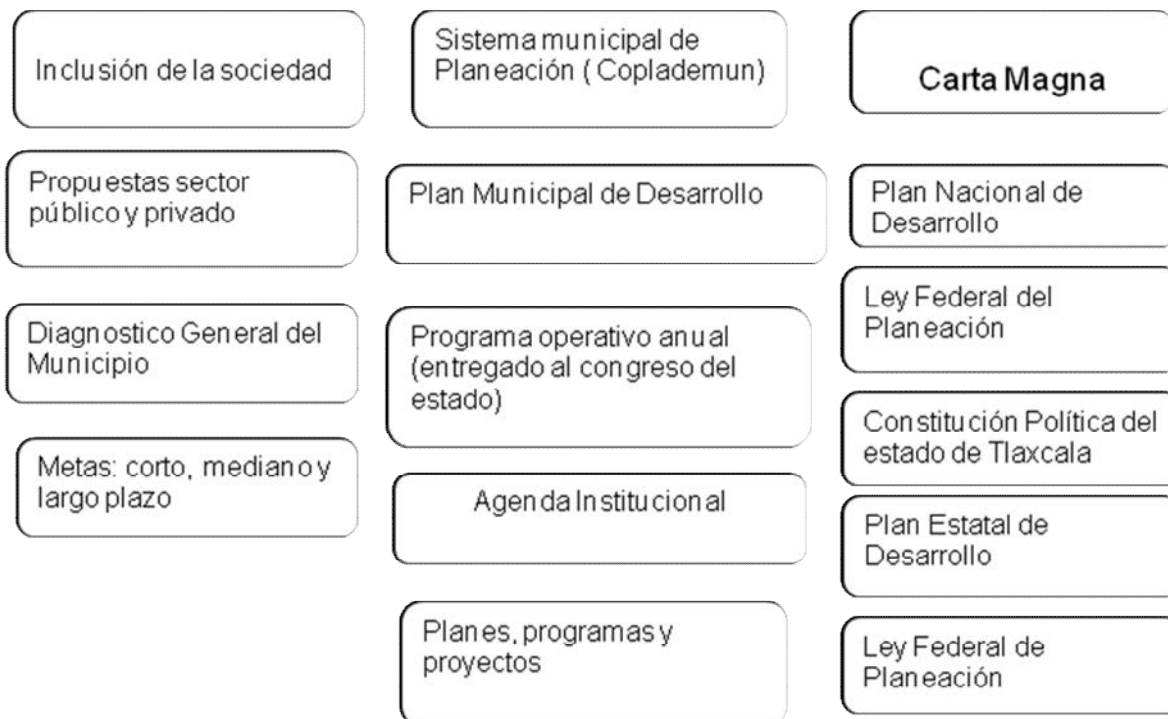 Inclusión de la sociedad
Propuestas sector
público y privado
Diagnostico General del
Municipio
Metas: corto, mediano y
largo plazo
Sistema municipal de
Planeación ( Coplademun)
Plan Municipal de Desarrollo
Programa operativo anual
(entregado al congreso del
estado)
Agenda Institucional
Planes, programas y
proyectos
Carta Magna
Plan Nacional de
Desarrollo
Ley Federal del
Planeación
Constitución Política del
estado de Tlaxcala
Plan Estatal de
Desarrollo
Ley Federal de
Planeación